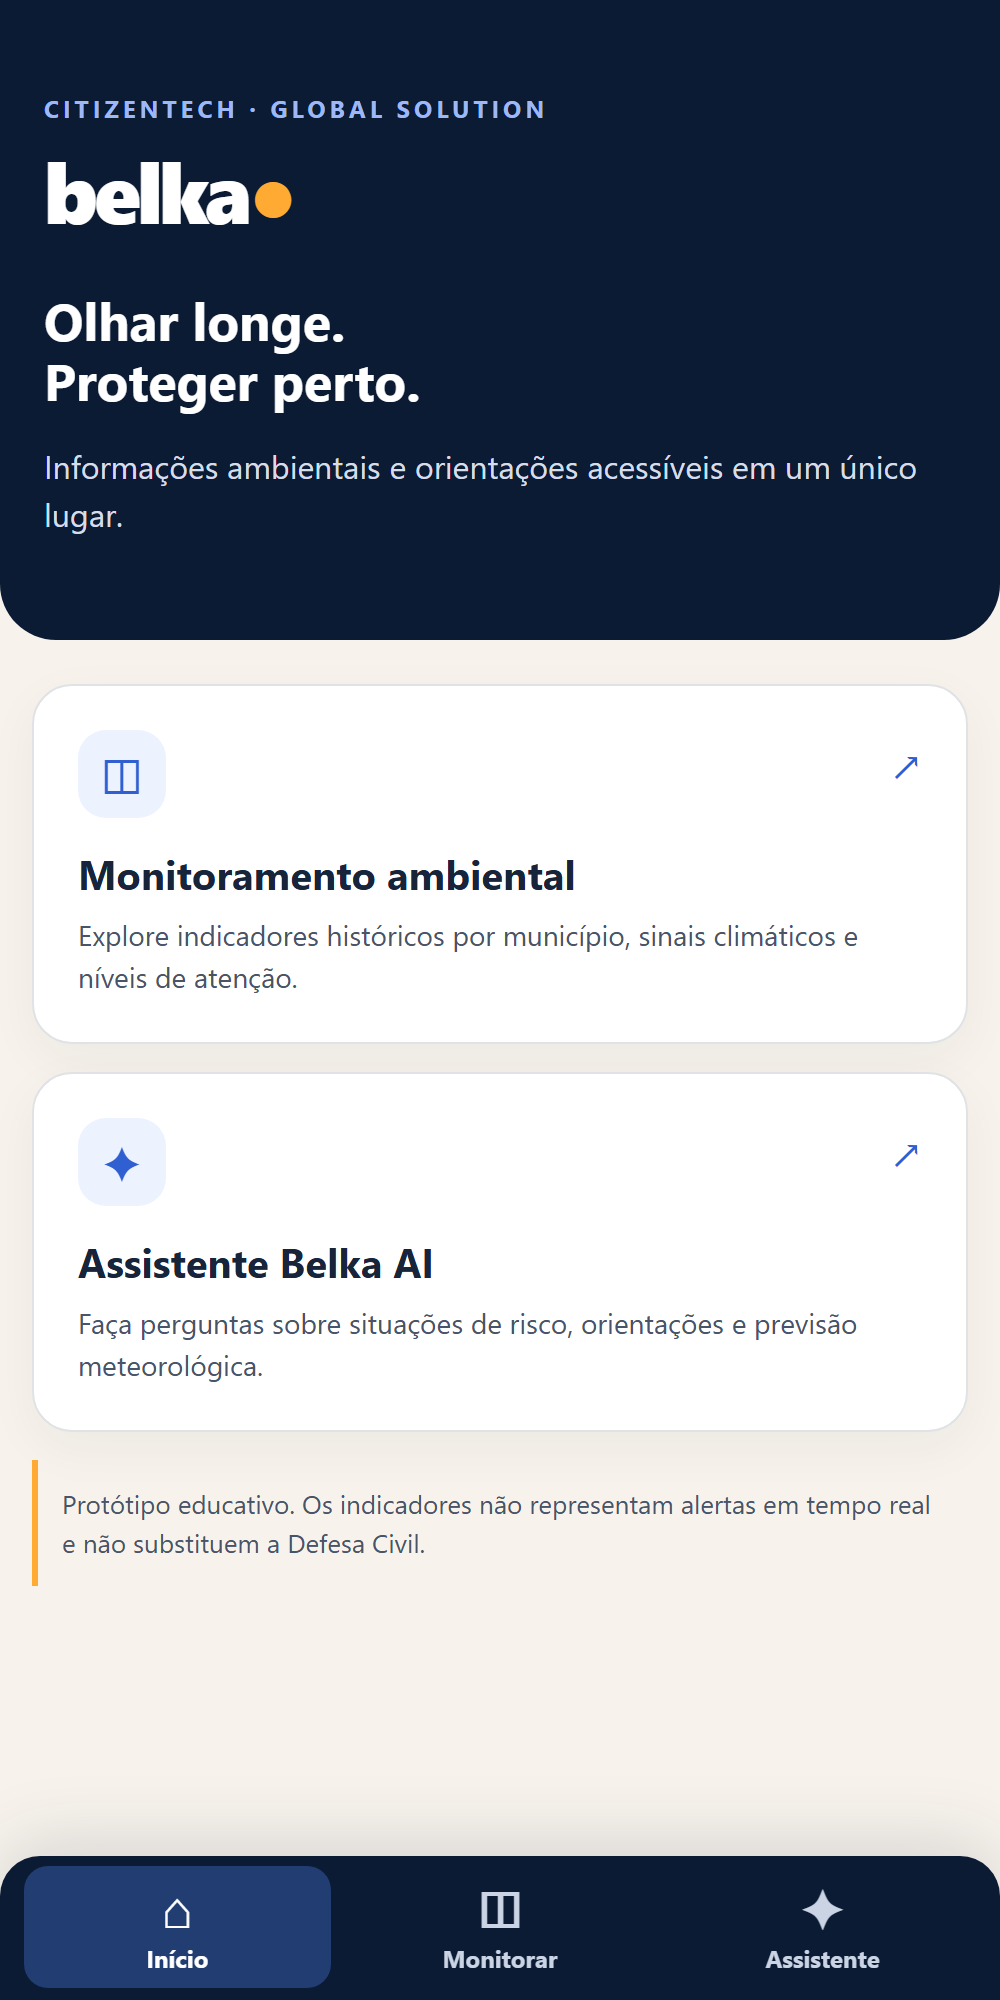 CITIZENTECH · GLOBAL SOLUTION
belka
Olhar longe.
Proteger perto.
Informações ambientais e orientações acessíveis em um único
lugar.
Monitoramento ambiental
Explore indicadores históricos por município, sinais climáticos e
níveis de atenção.
Assistente Belka AI
Faça perguntas sobre situações de risco, orientações e previsão
meteorológica.
Protótipo educativo. Os indicadores não representam alertas em tempo real
e não substituem a Defesa Civil.
Início
Monitorar
Assistente